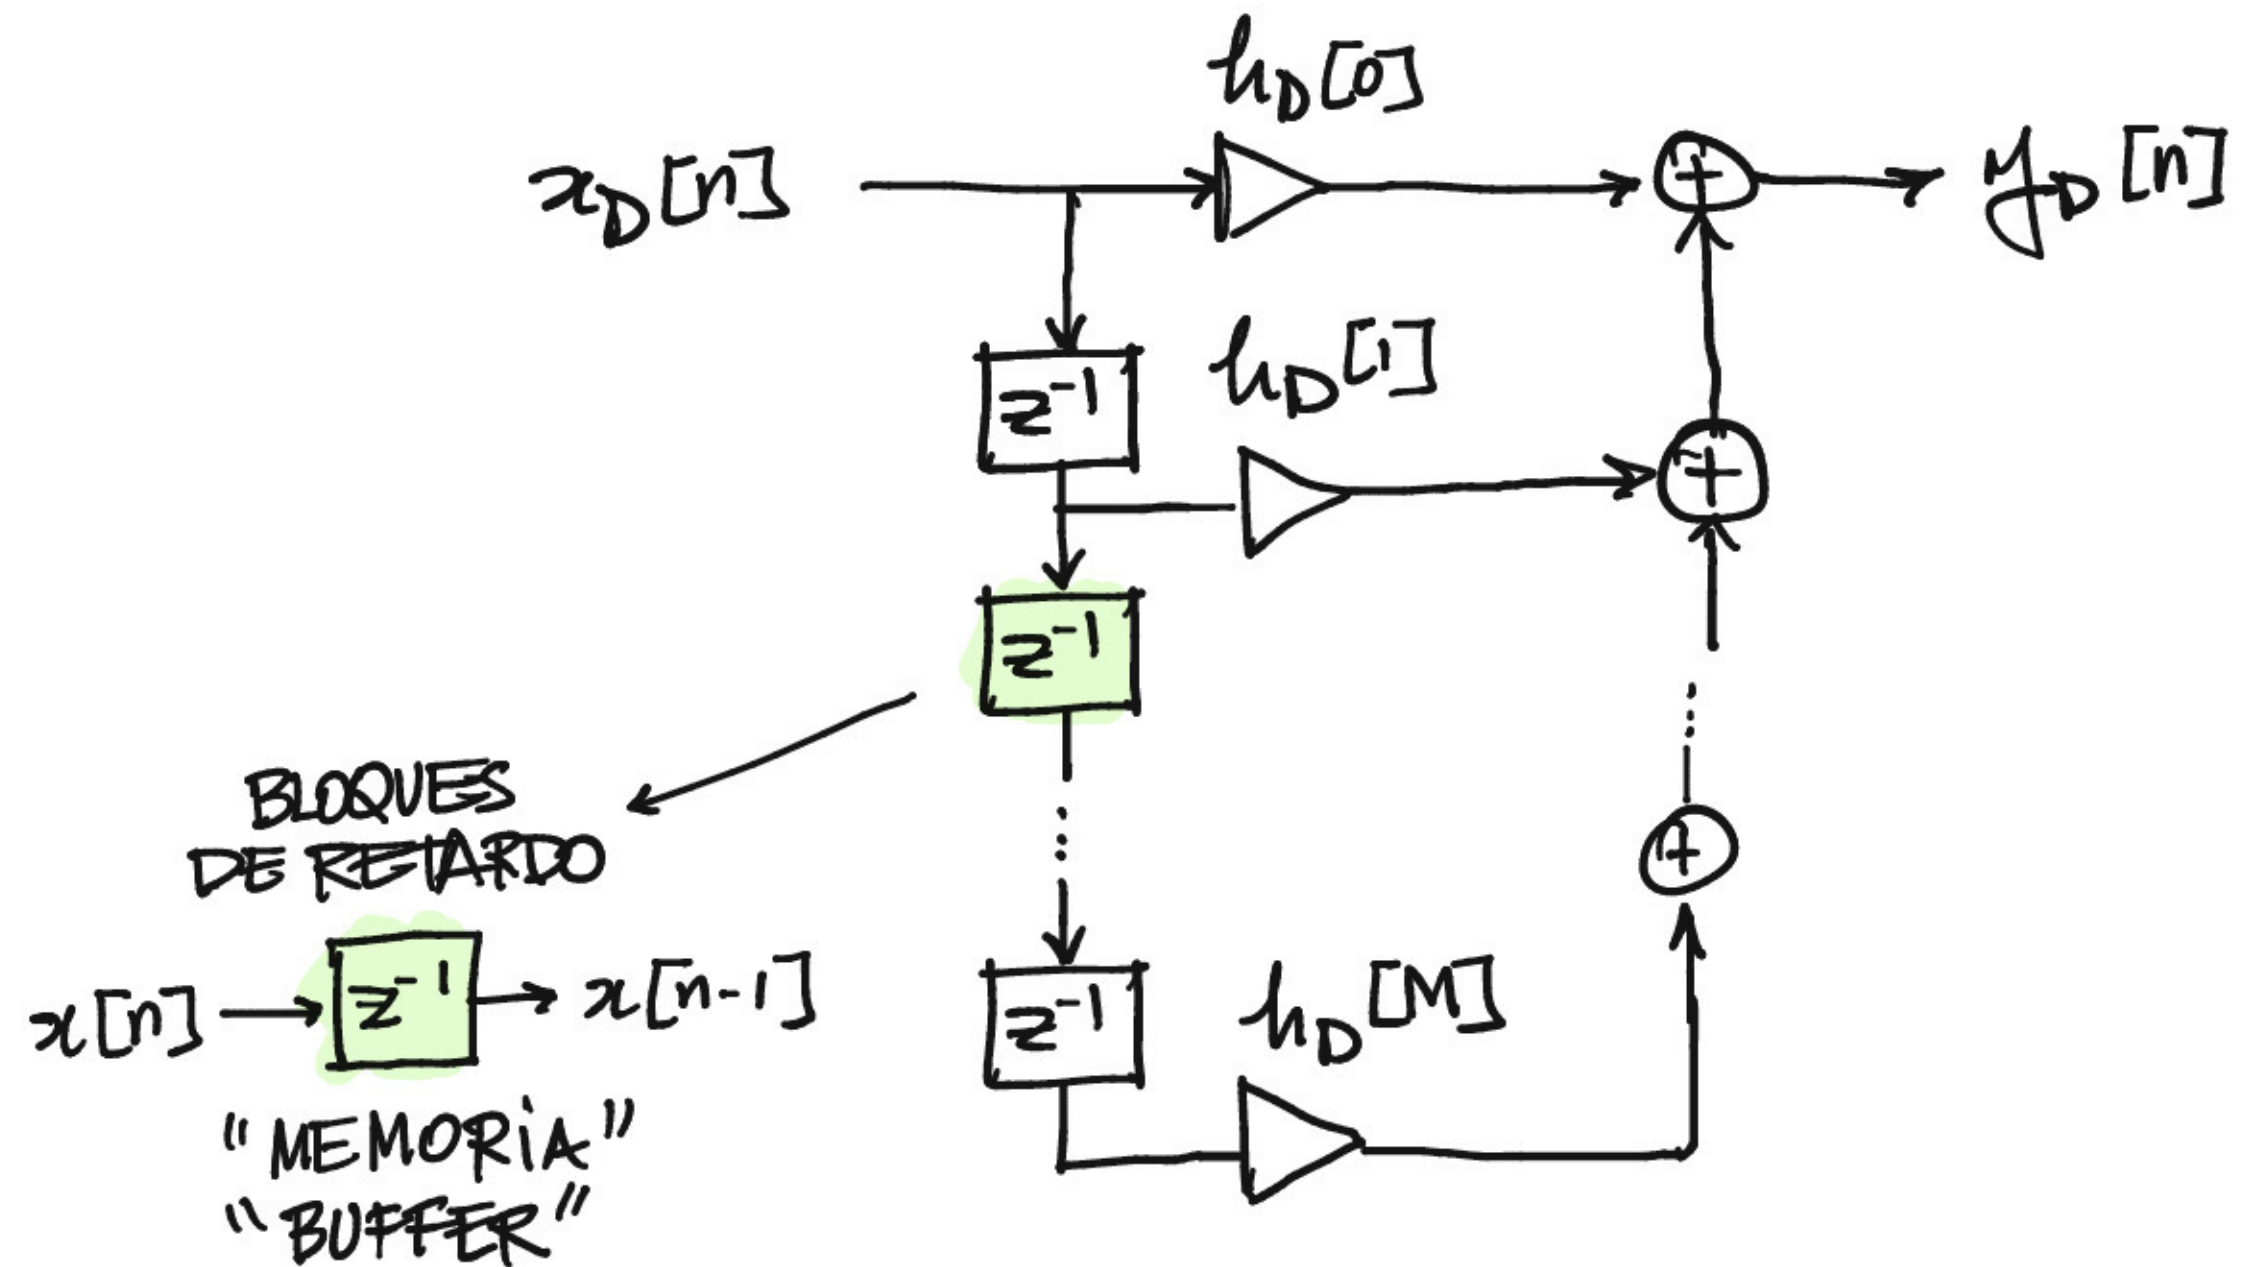 h_D[0]
x_D[n]
+
y_D[n]
z^{-1}
h_D[1]
+
z^{-1}
BLOQUES
DE RETARDO
+
x[n]
z^{-1}
x[n-1]
z^{-1}
h_D[M]
"MEMORiA"
"BUFFER"